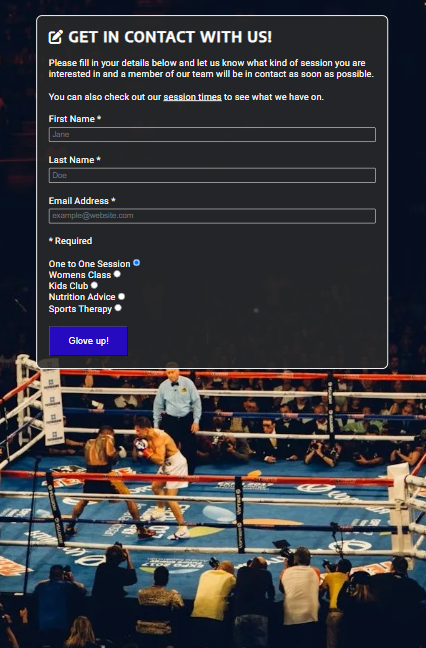 GET IN CONTACT WITH US!
Please fill in your details below and let us know what kind of session you are
interested in and a member of our team will be in contact as soon as possible.
You can also check out our session times to see what we have on.
First Name *
Jane
Last Name *
Doe
Email Address *
example@website.com
* Required
One to One Session
Womens Class
Kids Club
Nutrition Advice
Sports Therapy
Glove up!